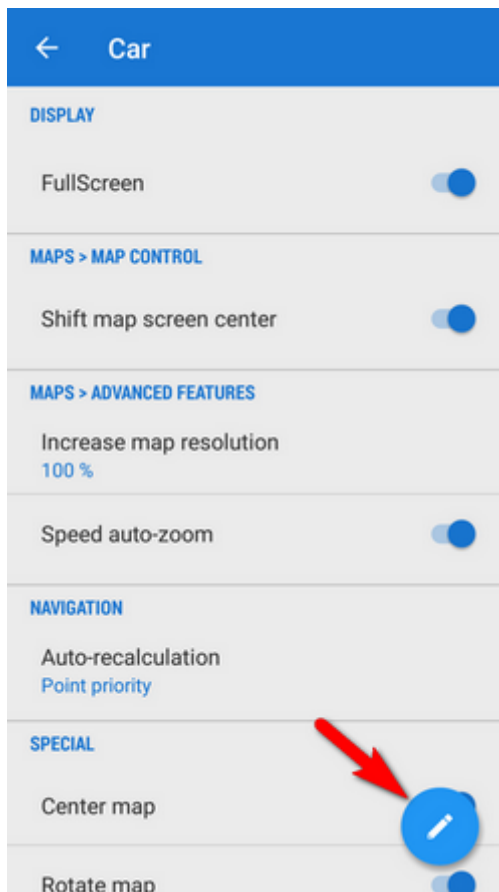 Car
DISPLAY
FullScreen
MAPS > MAP CONTROL
Shift map screen center
MAPS > ADVANCED FEATURES
Increase map resolution
100 %
Speed auto-zoom
NAVIGATION
Auto-recalculation
Point priority
SPECIAL
Center map
Rotate map